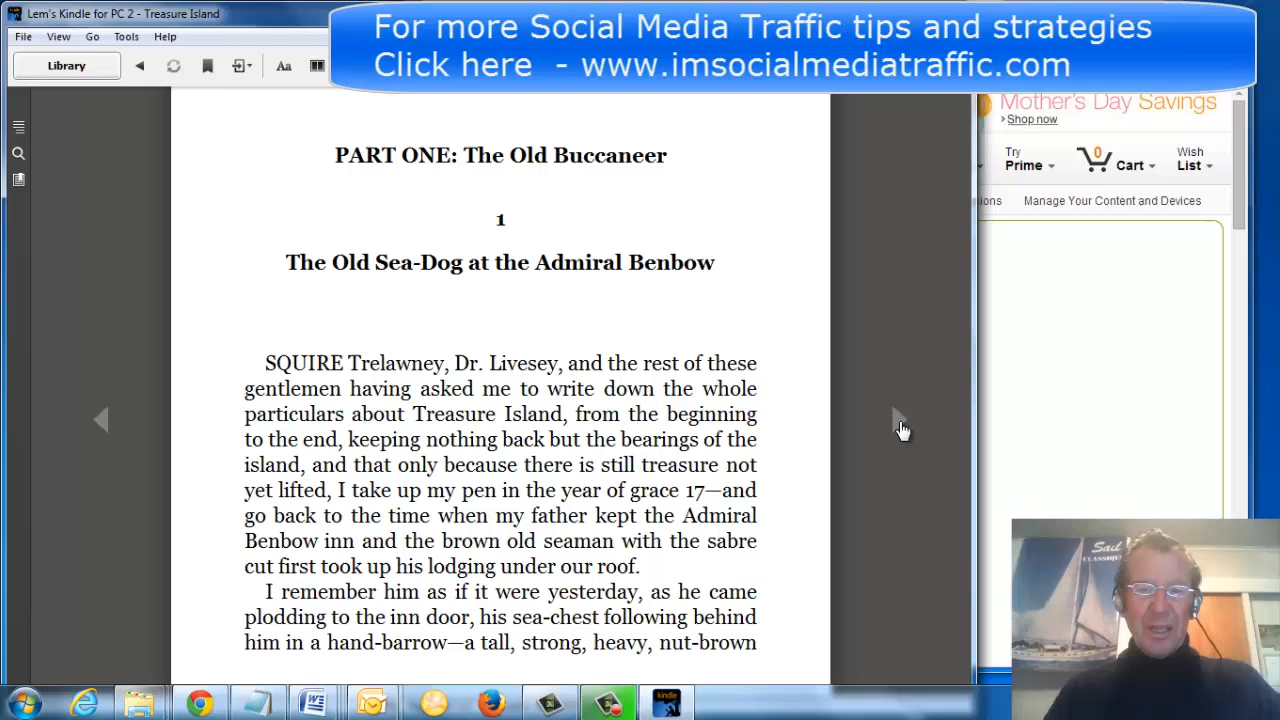 Lem's Kindle for PC 2 - Treasure Island
For more Social Media Traffic tips and strategies
Click here - www.imsocialmediatraffic.com
File View Go Tools Help
Library
Aa
Mother's Day Savings
Shop now
Try
Prime
0
Cart
Wish
List
Manage Your Content and Devices
PART ONE: The Old Buccaneer
1
The Old Sea-Dog at the Admiral Benbow
SQUIRE Trelawney, Dr. Livesey, and the rest of these
gentlemen having asked me to write down the whole
particulars about Treasure Island, from the beginning
to the end, keeping nothing back but the bearings of the
island, and that only because there is still treasure not
yet lifted, I take up my pen in the year of grace 17—and
go back to the time when my father kept the Admiral
Benbow inn and the brown old seaman with the sabre
cut first took up his lodging under our roof.
I remember him as if it were yesterday, as he came
plodding to the inn door, his sea-chest following behind
him in a hand-barrow—a tall, strong, heavy, nut-brown
Sail
CLASSIQUE
kindle